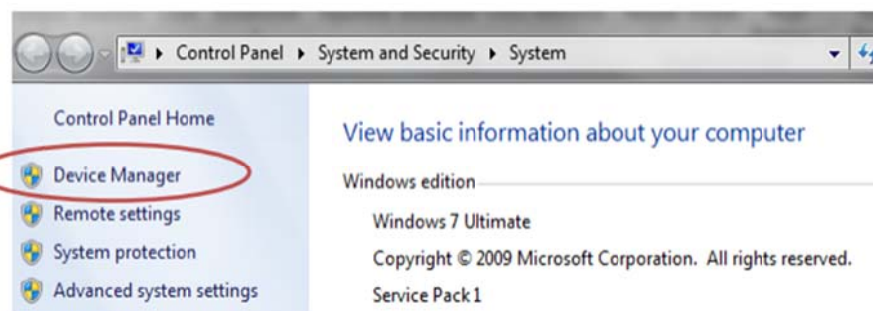 Control Panel ▸ System and Security ▸ System
Control Panel Home
Device Manager
Remote settings
System protection
Advanced system settings
View basic information about your computer
Windows edition
Windows 7 Ultimate
Copyright © 2009 Microsoft Corporation. All rights reserved.
Service Pack 1